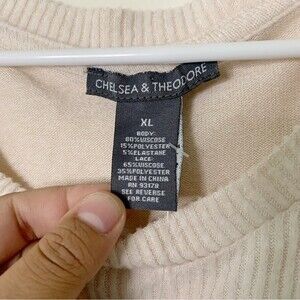 CHELSEA & THEODORE
XL
BODY:
80%VISCOSE
15%POLYESTER
5%ELASTANE
LACE:
65%VISCOSE
35%POLYESTER
MADE IN CHINA
RN 93178
SEE REVERSE
FOR CARE